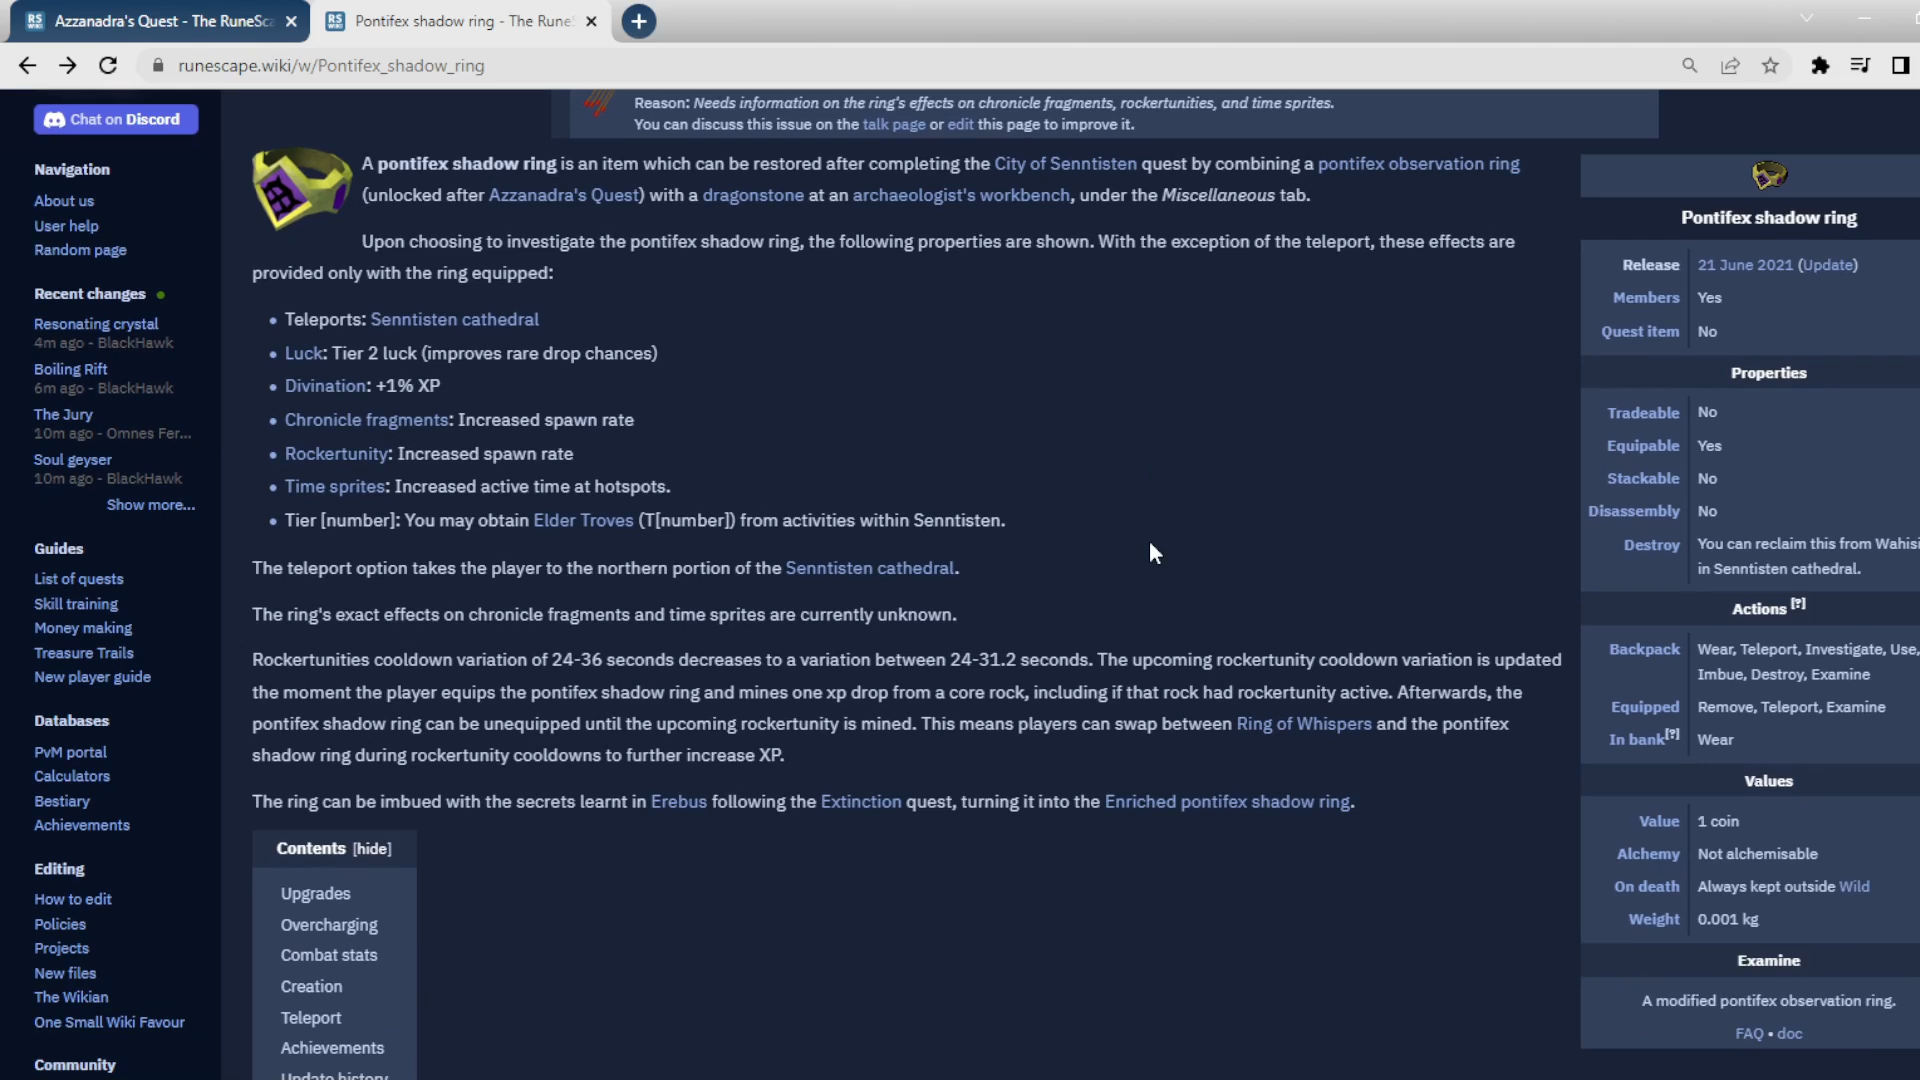 Azzanadra's Quest - The RuneSca
Pontifex shadow ring - The Rune
runescape.wiki/w/Pontifex_shadow_ring
Chat on Discord
Navigation
About us
User help
Random page
Recent changes
Resonating crystal
4m ago - BlackHawk
Boiling Rift
6m ago - BlackHawk
The Jury
10m ago - Omnes Fer...
Soul geyser
10m ago - BlackHawk
Show more...
Guides
List of quests
Skill training
Money making
Treasure Trails
New player guide
Databases
PvM portal
Calculators
Bestiary
Achievements
Editing
How to edit
Policies
Projects
New files
The Wikian
One Small Wiki Favour
Community
Reason: Needs information on the ring's effects on chronicle fragments, rockertunities, and time sprites.
You can discuss this issue on the talk page or edit this page to improve it.
A pontifex shadow ring is an item which can be restored after completing the City of Senntisten quest by combining a pontifex observation ring
(unlocked after Azzanadra's Quest) with a dragonstone at an archaeologist's workbench, under the Miscellaneous tab.
Upon choosing to investigate the pontifex shadow ring, the following properties are shown. With the exception of the teleport, these effects are
provided only with the ring equipped:
• Teleports: Senntisten cathedral
• Luck: Tier 2 luck (improves rare drop chances)
• Divination: +1% XP
• Chronicle fragments: Increased spawn rate
• Rockertunity: Increased spawn rate
• Time sprites: Increased active time at hotspots.
• Tier [number]: You may obtain Elder Troves (T[number]) from activities within Senntisten.
The teleport option takes the player to the northern portion of the Senntisten cathedral.
The ring's exact effects on chronicle fragments and time sprites are currently unknown.
Rockertunities cooldown variation of 24-36 seconds decreases to a variation between 24-31.2 seconds. The upcoming rockertunity cooldown variation is updated
the moment the player equips the pontifex shadow ring and mines one xp drop from a core rock, including if that rock had rockertunity active. Afterwards, the
pontifex shadow ring can be unequipped until the upcoming rockertunity is mined. This means players can swap between Ring of Whispers and the pontifex
shadow ring during rockertunity cooldowns to further increase XP.
The ring can be imbued with the secrets learnt in Erebus following the Extinction quest, turning it into the Enriched pontifex shadow ring.
Contents [hide]
Upgrades
Overcharging
Combat stats
Creation
Teleport
Achievements
Update history
Pontifex shadow ring
Release 21 June 2021 (Update)
Members Yes
Quest item No
Properties
Tradeable No
Equipable Yes
Stackable No
Disassembly No
Destroy You can reclaim this from Wahisi
in Senntisten cathedral.
Actions [?]
Backpack Wear, Teleport, Investigate, Use,
Imbue, Destroy, Examine
Equipped Remove, Teleport, Examine
In bank[?] Wear
Values
Value 1 coin
Alchemy Not alchemisable
On death Always kept outside Wild
Weight 0.001 kg
Examine
A modified pontifex observation ring.
FAQ • doc